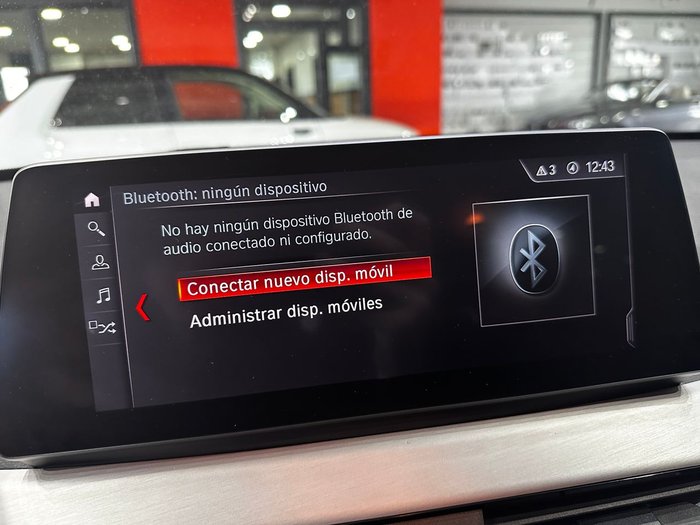 3 12:43
Bluetooth: ningún dispositivo
No hay ningún dispositivo Bluetooth de
audio conectado ni configurado.
Conectar nuevo disp. móvil
Administrar disp. móviles